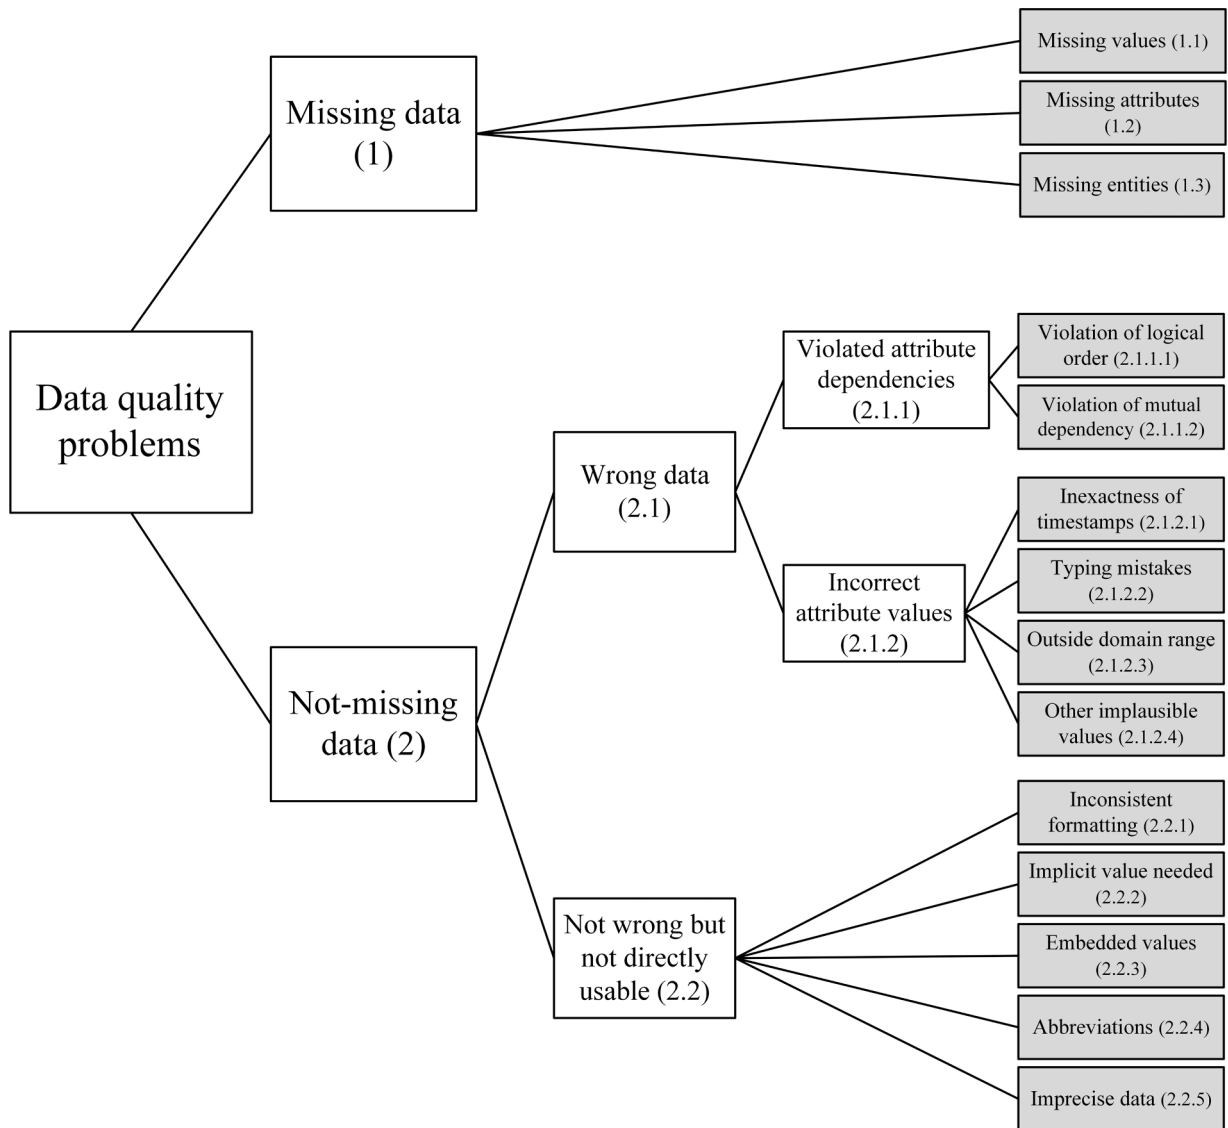 Data quality
problems
Missing data
(1)
Missing values (1.1)
Missing attributes
(1.2)
Missing entities (1.3)
Not-missing
data (2)
Wrong data
(2.1)
Violated attribute
dependencies
(2.1.1)
Violation of logical
order (2.1.1.1)
Violation of mutual
dependency (2.1.1.2)
Incorrect
attribute values
(2.1.2)
Inexactness of
timestamps (2.1.2.1)
Typing mistakes
(2.1.2.2)
Outside domain range
(2.1.2.3)
Other implausible
values (2.1.2.4)
Not wrong but
not directly
usable (2.2)
Inconsistent
formatting (2.2.1)
Implicit value needed
(2.2.2)
Embedded values
(2.2.3)
Abbreviations (2.2.4)
Imprecise data (2.2.5)